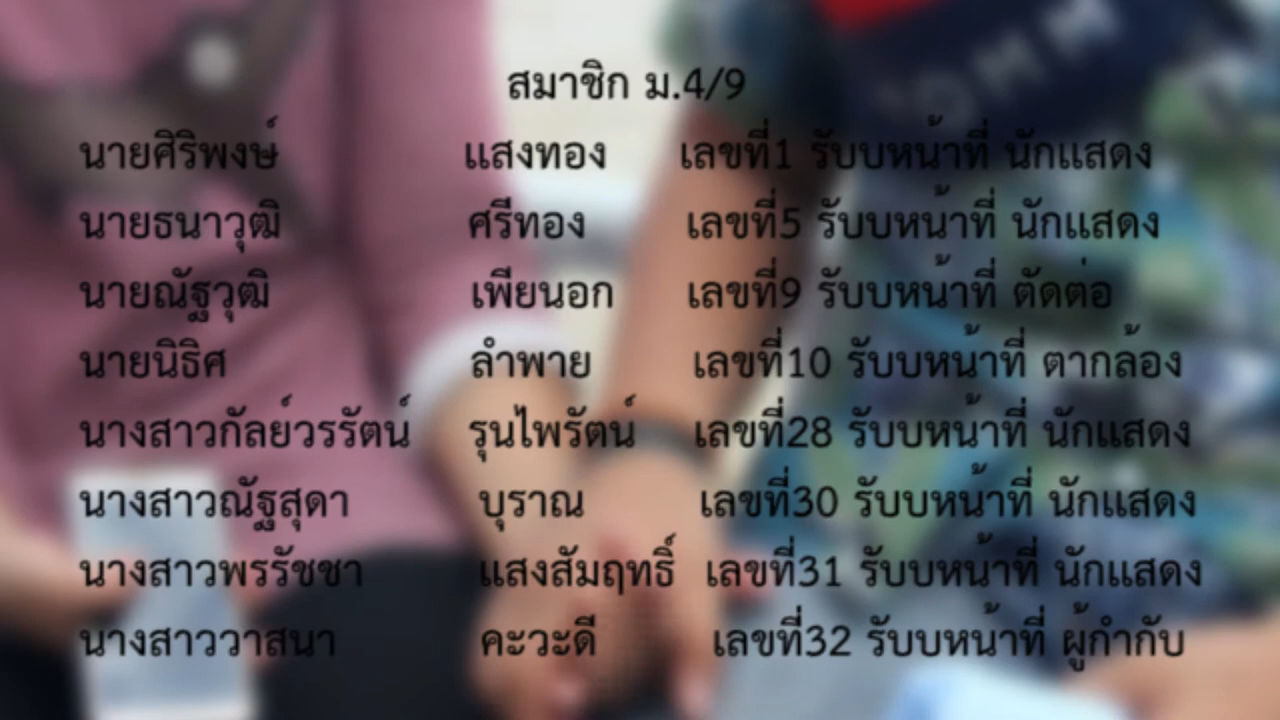 สมาชิก ม.4/9
นายศิริพงษ์ แสงทอง เลขที่1 รับบหน้าที่ นักแสดง
นายธนาวุฒิ ศรีทอง เลขที่5 รับบหน้าที่ นักแสดง
นายณัฐวุฒิ เพียนอก เลขที่9 รับบหน้าที่ ตัดต่อ
นายนิธิศ ลำพาย เลขที่10 รับบหน้าที่ ตากล้อง
นางสาวกัลย์วรรัตน์ รุนไพรัตน์ เลขที่28 รับบหน้าที่ นักแสดง
นางสาวณัฐสุดา บุราณ เลขที่30 รับบหน้าที่ นักแสดง
นางสาวพรรัชชา แสงสัมฤทธิ์ เลขที่31 รับบหน้าที่ นักแสดง
นางสาววาสนา คะวะดี เลขที่32 รับบหน้าที่ ผู้กำกับ